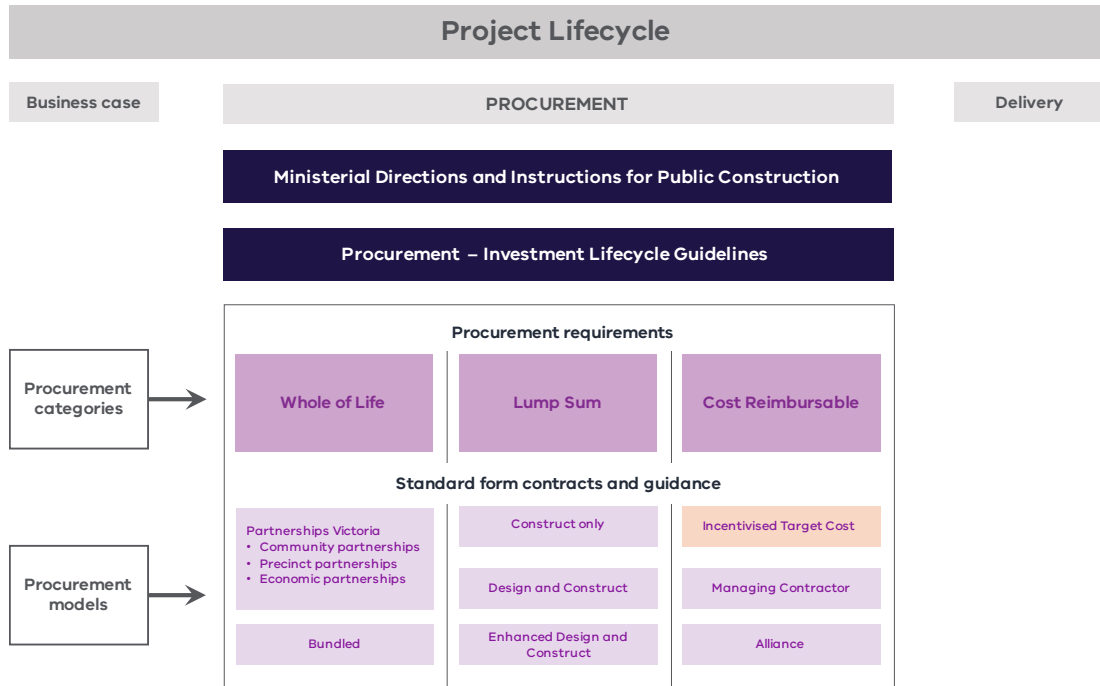 Project Lifecycle
Business case
PROCUREMENT
Delivery
Ministerial Directions and Instructions for Public Construction
Procurement – Investment Lifecycle Guidelines
Procurement requirements
Procurement
categories
Whole of Life
Lump Sum
Cost Reimbursable
Standard form contracts and guidance
Procurement
models
Partnerships Victoria
• Community partnerships
• Precinct partnerships
• Economic partnerships
Bundled
Construct only
Design and Construct
Enhanced Design and
Construct
Incentivised Target Cost
Managing Contractor
Alliance